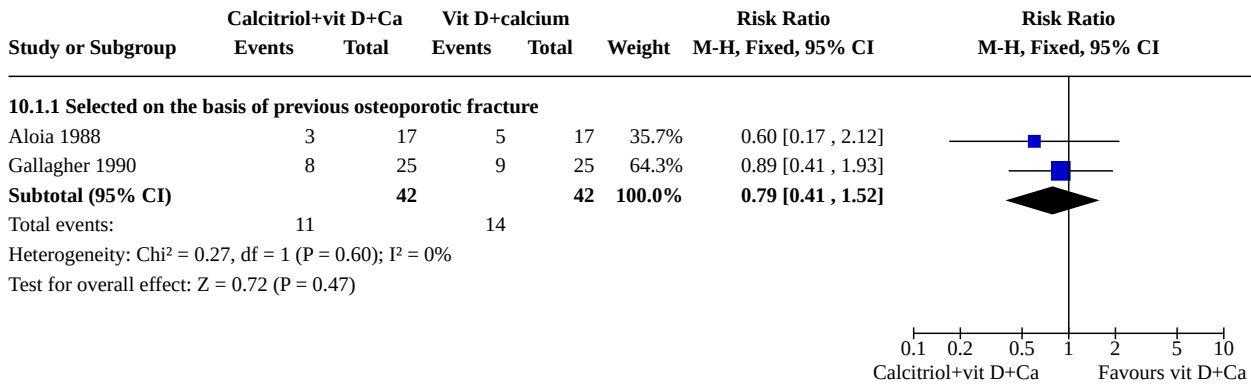 Calcitriol+vit D+Ca Vit D+calcium Risk Ratio Risk Ratio
Study or Subgroup Events Total Events Total Weight M-H, Fixed, 95% CI M-H, Fixed, 95% CI
10.1.1 Selected on the basis of previous osteoporotic fracture
Aloia 1988 3 17 5 17 35.7% 0.60 [0.17 , 2.12]
Gallagher 1990 8 25 9 25 64.3% 0.89 [0.41 , 1.93]
Subtotal (95% CI) 42 42 100.0% 0.79 [0.41 , 1.52]
Total events: 11 14
Heterogeneity: Chi² = 0.27, df = 1 (P = 0.60); I² = 0%
Test for overall effect: Z = 0.72 (P = 0.47)
0.1 0.2 0.5 1 2 5 10
Calcitriol+vit D+Ca Favours vit D+Ca